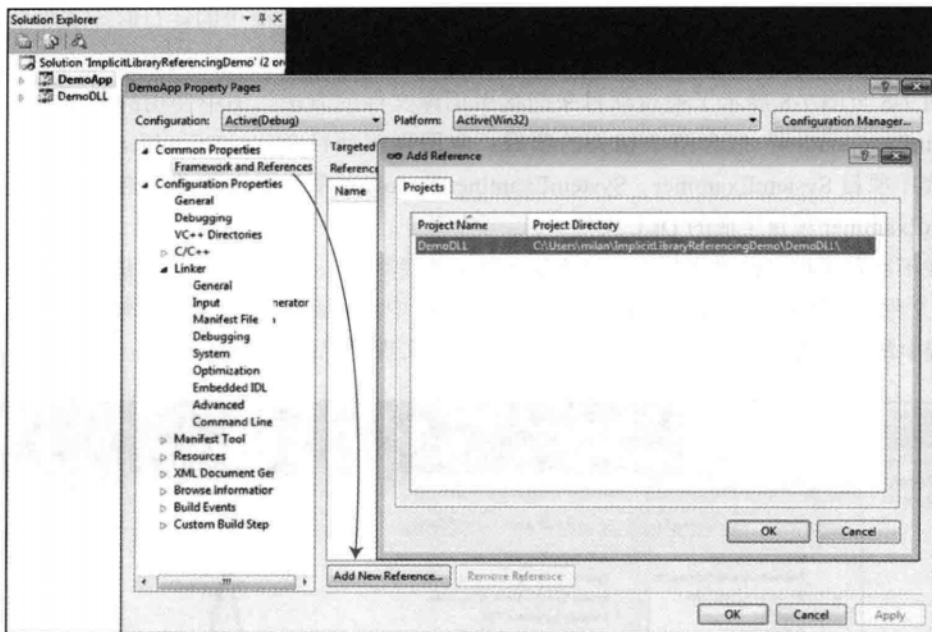 Solution Explorer
Solution 'ImplicitLibraryReferencingDemo' (2
DemoApp
DemoDLL
DemoApp Property Pages
Configuration: Active(Debug) Platform: Active(Win32) Configuration Manager...
Common Properties
Framework and References
Configuration Properties
General
Debugging
VC++ Directories
C/C++
Linker
General
Input
Manifest File
Debugging
System
Optimization
Embedded IDL
Advanced
Command Line
Manifest Tool
Resources
XML Document Ger
Browse Information
Build Events
Custom Build Step
Targeted
Reference
Name
Add Reference
Projects
Project Name Project Directory
DemoDLL C:\Users\milan\ImplicitLibraryReferencingDemo\DemoDLL\
OK Cancel
Add New Reference... Remove Reference
OK Cancel Apply